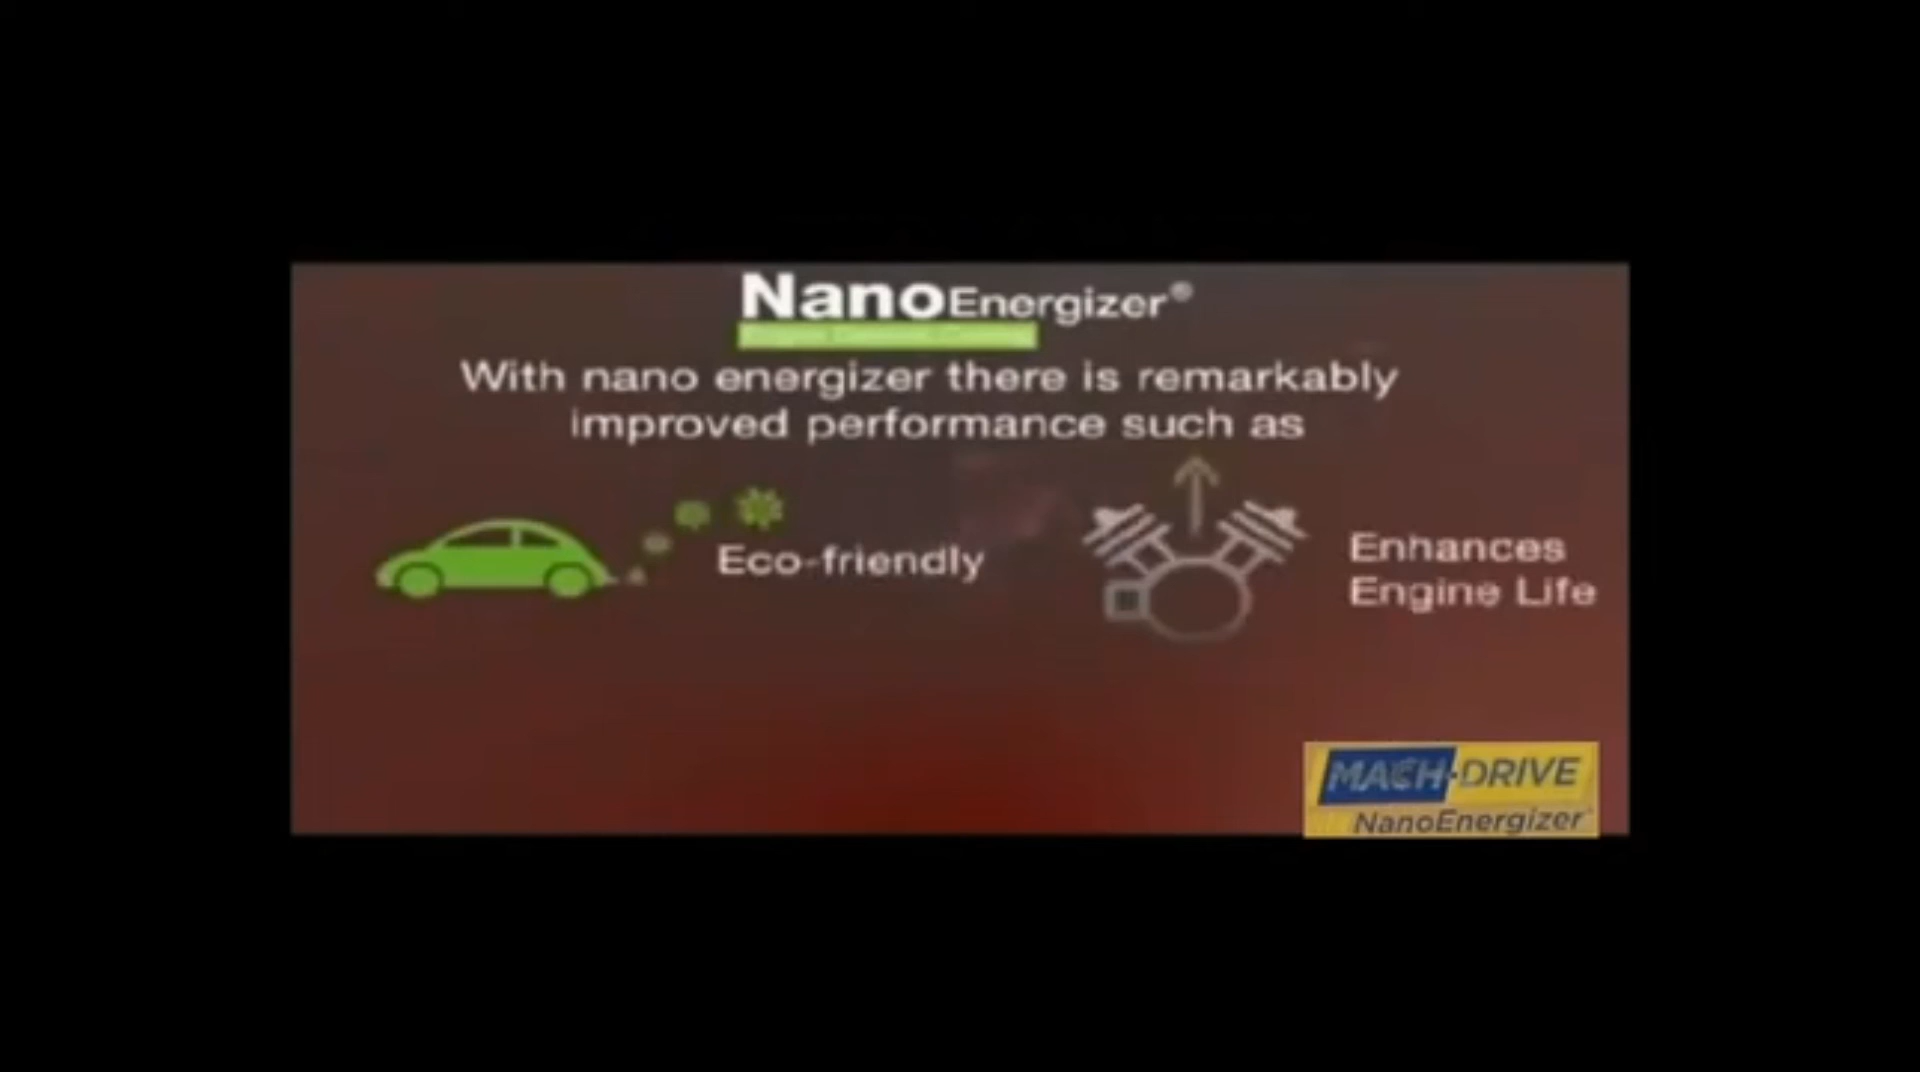 NanoEnergizer®
With nano energizer there is remarkably
improved performance such as
Eco-friendly
Enhances
Engine Life
MACH·DRIVE
NanoEnergizer